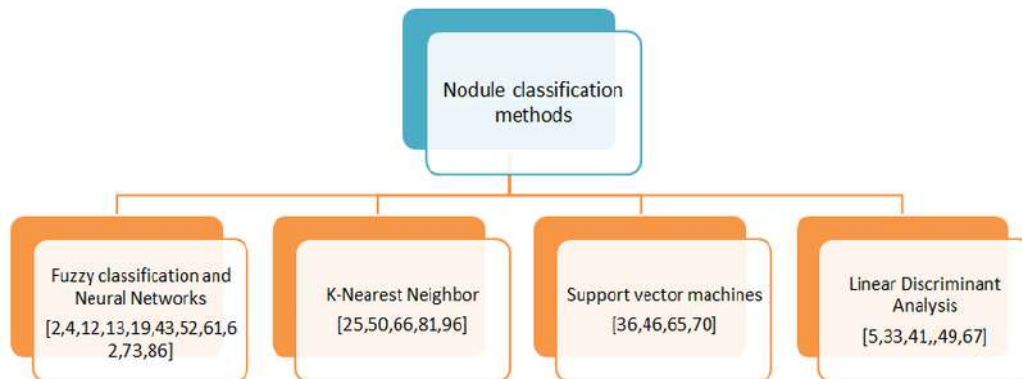 Nodule classification
methods
Fuzzy classification and
Neural Networks
[2,4,12,13,19,43,52,61,6
2,73,86]
K-Nearest Neighbor
[25,50,66,81,96]
Support vector machines
[36,46,65,70]
Linear Discriminant
Analysis
[5,33,41,,49,67]